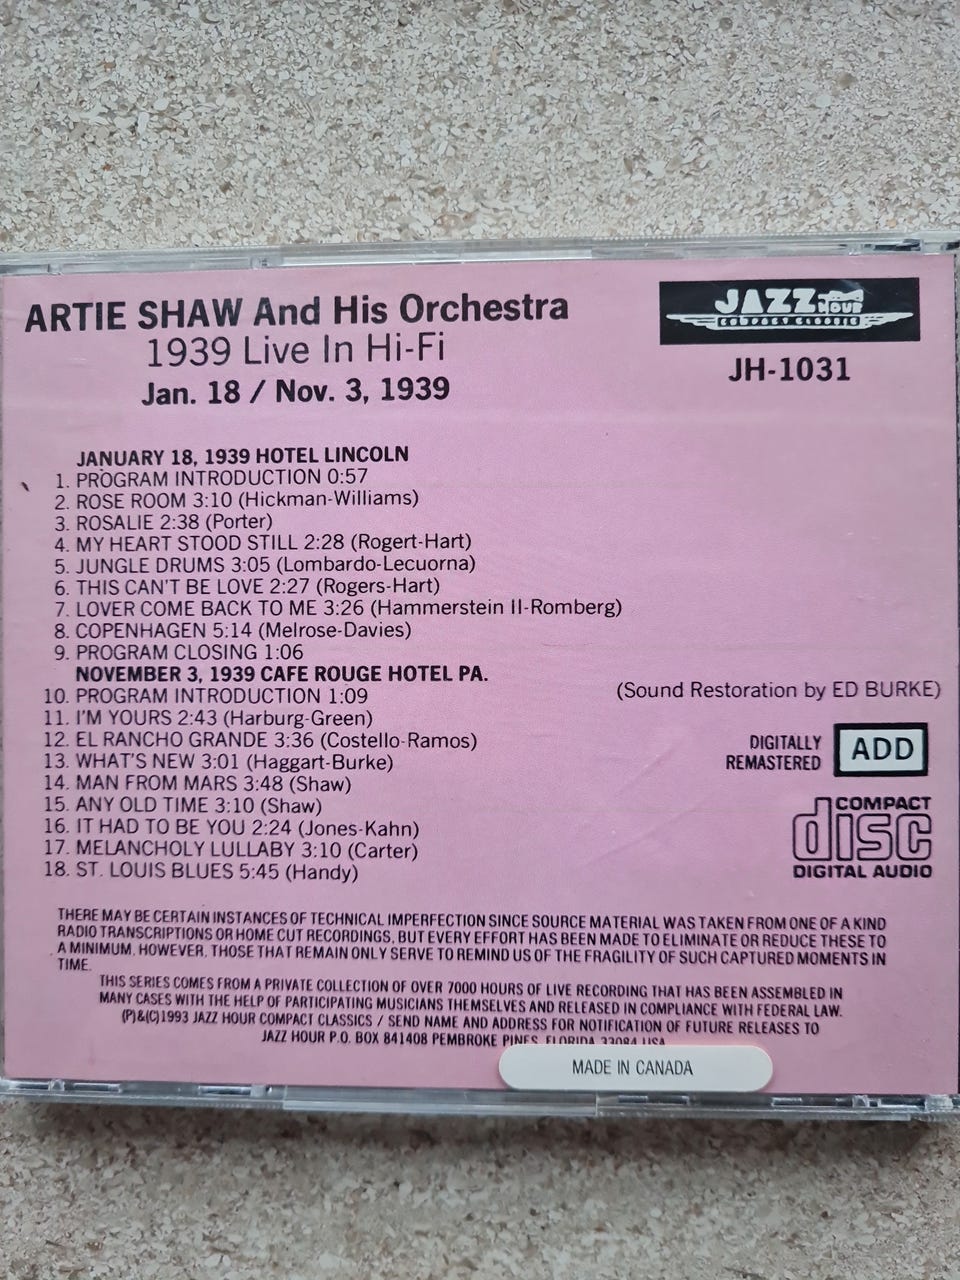 ARTIE SHAW And His Orchestra
1939 Live In Hi-Fi
Jan. 18 / Nov. 3, 1939
JAZZ HOUR
COMPACT CLASSIC
JH-1031
JANUARY 18, 1939 HOTEL LINCOLN
1. PROGRAM INTRODUCTION 0:57
2. ROSE ROOM 3:10 (Hickman-Williams)
3. ROSALIE 2:38 (Porter)
4. MY HEART STOOD STILL 2:28 (Rogert-Hart)
5. JUNGLE DRUMS 3:05 (Lombardo-Lecuorna)
6. THIS CAN'T BE LOVE 2:27 (Rogers-Hart)
7. LOVER COME BACK TO ME 3:26 (Hammerstein II-Romberg)
8. COPENHAGEN 5:14 (Melrose-Davies)
9. PROGRAM CLOSING 1:06
NOVEMBER 3, 1939 CAFE ROUGE HOTEL PA.
10. PROGRAM INTRODUCTION 1:09
11. I'M YOURS 2:43 (Harburg-Green)
12. EL RANCHO GRANDE 3:36 (Costello-Ramos)
13. WHAT'S NEW 3:01 (Haggart-Burke)
14. MAN FROM MARS 3:48 (Shaw)
15. ANY OLD TIME 3:10 (Shaw)
16. IT HAD TO BE YOU 2:24 (Jones-Kahn)
17. MELANCHOLY LULLABY 3:10 (Carter)
18. ST. LOUIS BLUES 5:45 (Handy)
(Sound Restoration by ED BURKE)
DIGITALLY
REMASTERED
ADD
COMPACT
disc
DIGITAL AUDIO
THERE MAY BE CERTAIN INSTANCES OF TECHNICAL IMPERFECTION SINCE SOURCE MATERIAL WAS TAKEN FROM ONE OF A KIND
RADIO TRANSCRIPTIONS OR HOME CUT RECORDINGS, BUT EVERY EFFORT HAS BEEN MADE TO ELIMINATE OR REDUCE THESE TO
A MINIMUM. HOWEVER, THOSE THAT REMAIN ONLY SERVE TO REMIND US OF THE FRAGILITY OF SUCH CAPTURED MOMENTS IN
TIME.
THIS SERIES COMES FROM A PRIVATE COLLECTION OF OVER 7000 HOURS OF LIVE RECORDING THAT HAS BEEN ASSEMBLED IN
MANY CASES WITH THE HELP OF PARTICIPATING MUSICIANS THEMSELVES AND RELEASED IN COMPLIANCE WITH FEDERAL LAW.
(P)&(C)1993 JAZZ HOUR COMPACT CLASSICS / SEND NAME AND ADDRESS FOR NOTIFICATION OF FUTURE RELEASES TO
JAZZ HOUR P.O. BOX 841408 PEMBROKE PINES, FLORIDA 33084 USA
MADE IN CANADA